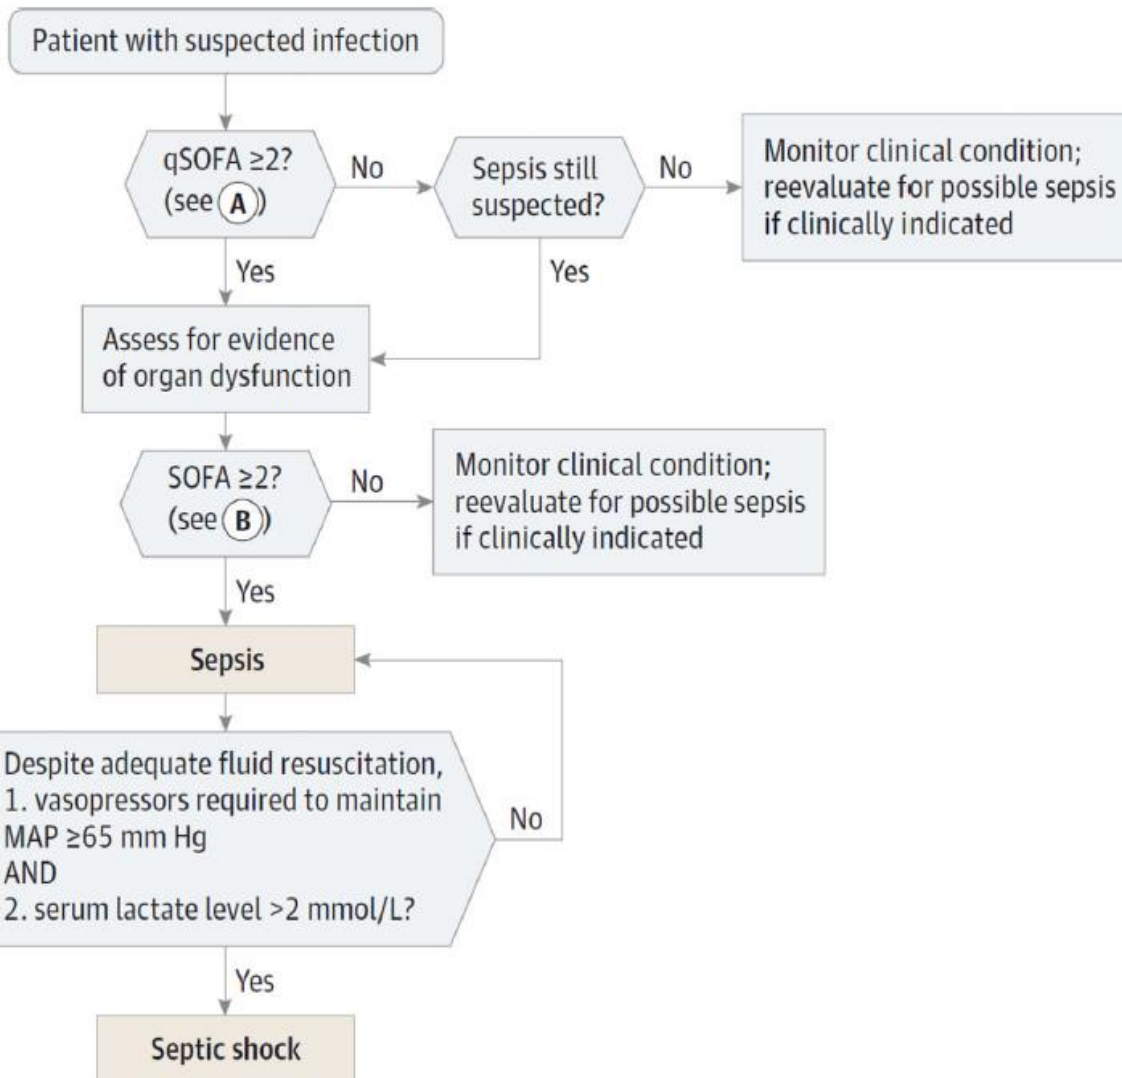 Patient with suspected infection
qSOFA ≥2?
(see A)
No
Sepsis still
suspected?
No
Monitor clinical condition;
reevaluate for possible sepsis
if clinically indicated
Yes
Yes
Assess for evidence
of organ dysfunction
SOFA ≥2?
(see B)
No
Monitor clinical condition;
reevaluate for possible sepsis
if clinically indicated
Yes
Sepsis
Despite adequate fluid resuscitation,
1. vasopressors required to maintain
MAP ≥65 mm Hg
AND
2. serum lactate level >2 mmol/L?
No
Yes
Septic shock